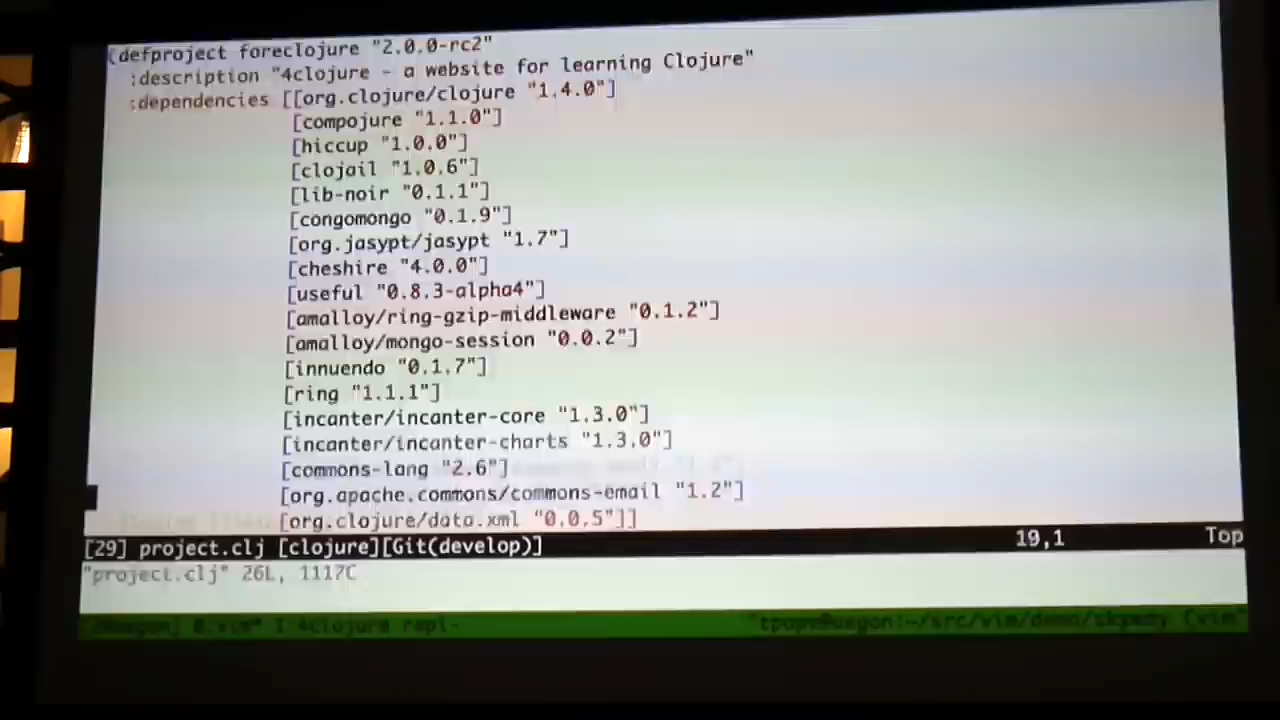 (defproject foreclojure "2.0.0-rc2"
:description "4clojure - a website for learning Clojure"
:dependencies [[org.clojure/clojure "1.4.0"]
[compojure "1.1.0"]
[hiccup "1.0.0"]
[clojail "1.0.6"]
[lib-noir "0.1.1"]
[congomongo "0.1.9"]
[org.jasypt/jasypt "1.7"]
[cheshire "4.0.0"]
[useful "0.8.3-alpha4"]
[amalloy/ring-gzip-middleware "0.1.2"]
[amalloy/mongo-session "0.0.2"]
[innuendo "0.1.7"]
[ring "1.1.1"]
[incanter/incanter-core "1.3.0"]
[incanter/incanter-charts "1.3.0"]
[commons-lang "2.6"]
[org.apache.commons/commons-email "1.2"]
[org.clojure/data.xml "0.0.5"]]
[29] project.clj [clojure][Git(develop)] 19,1 Top
"project.clj" 26L, 1117C
0:vim* 1:4clojure repl-